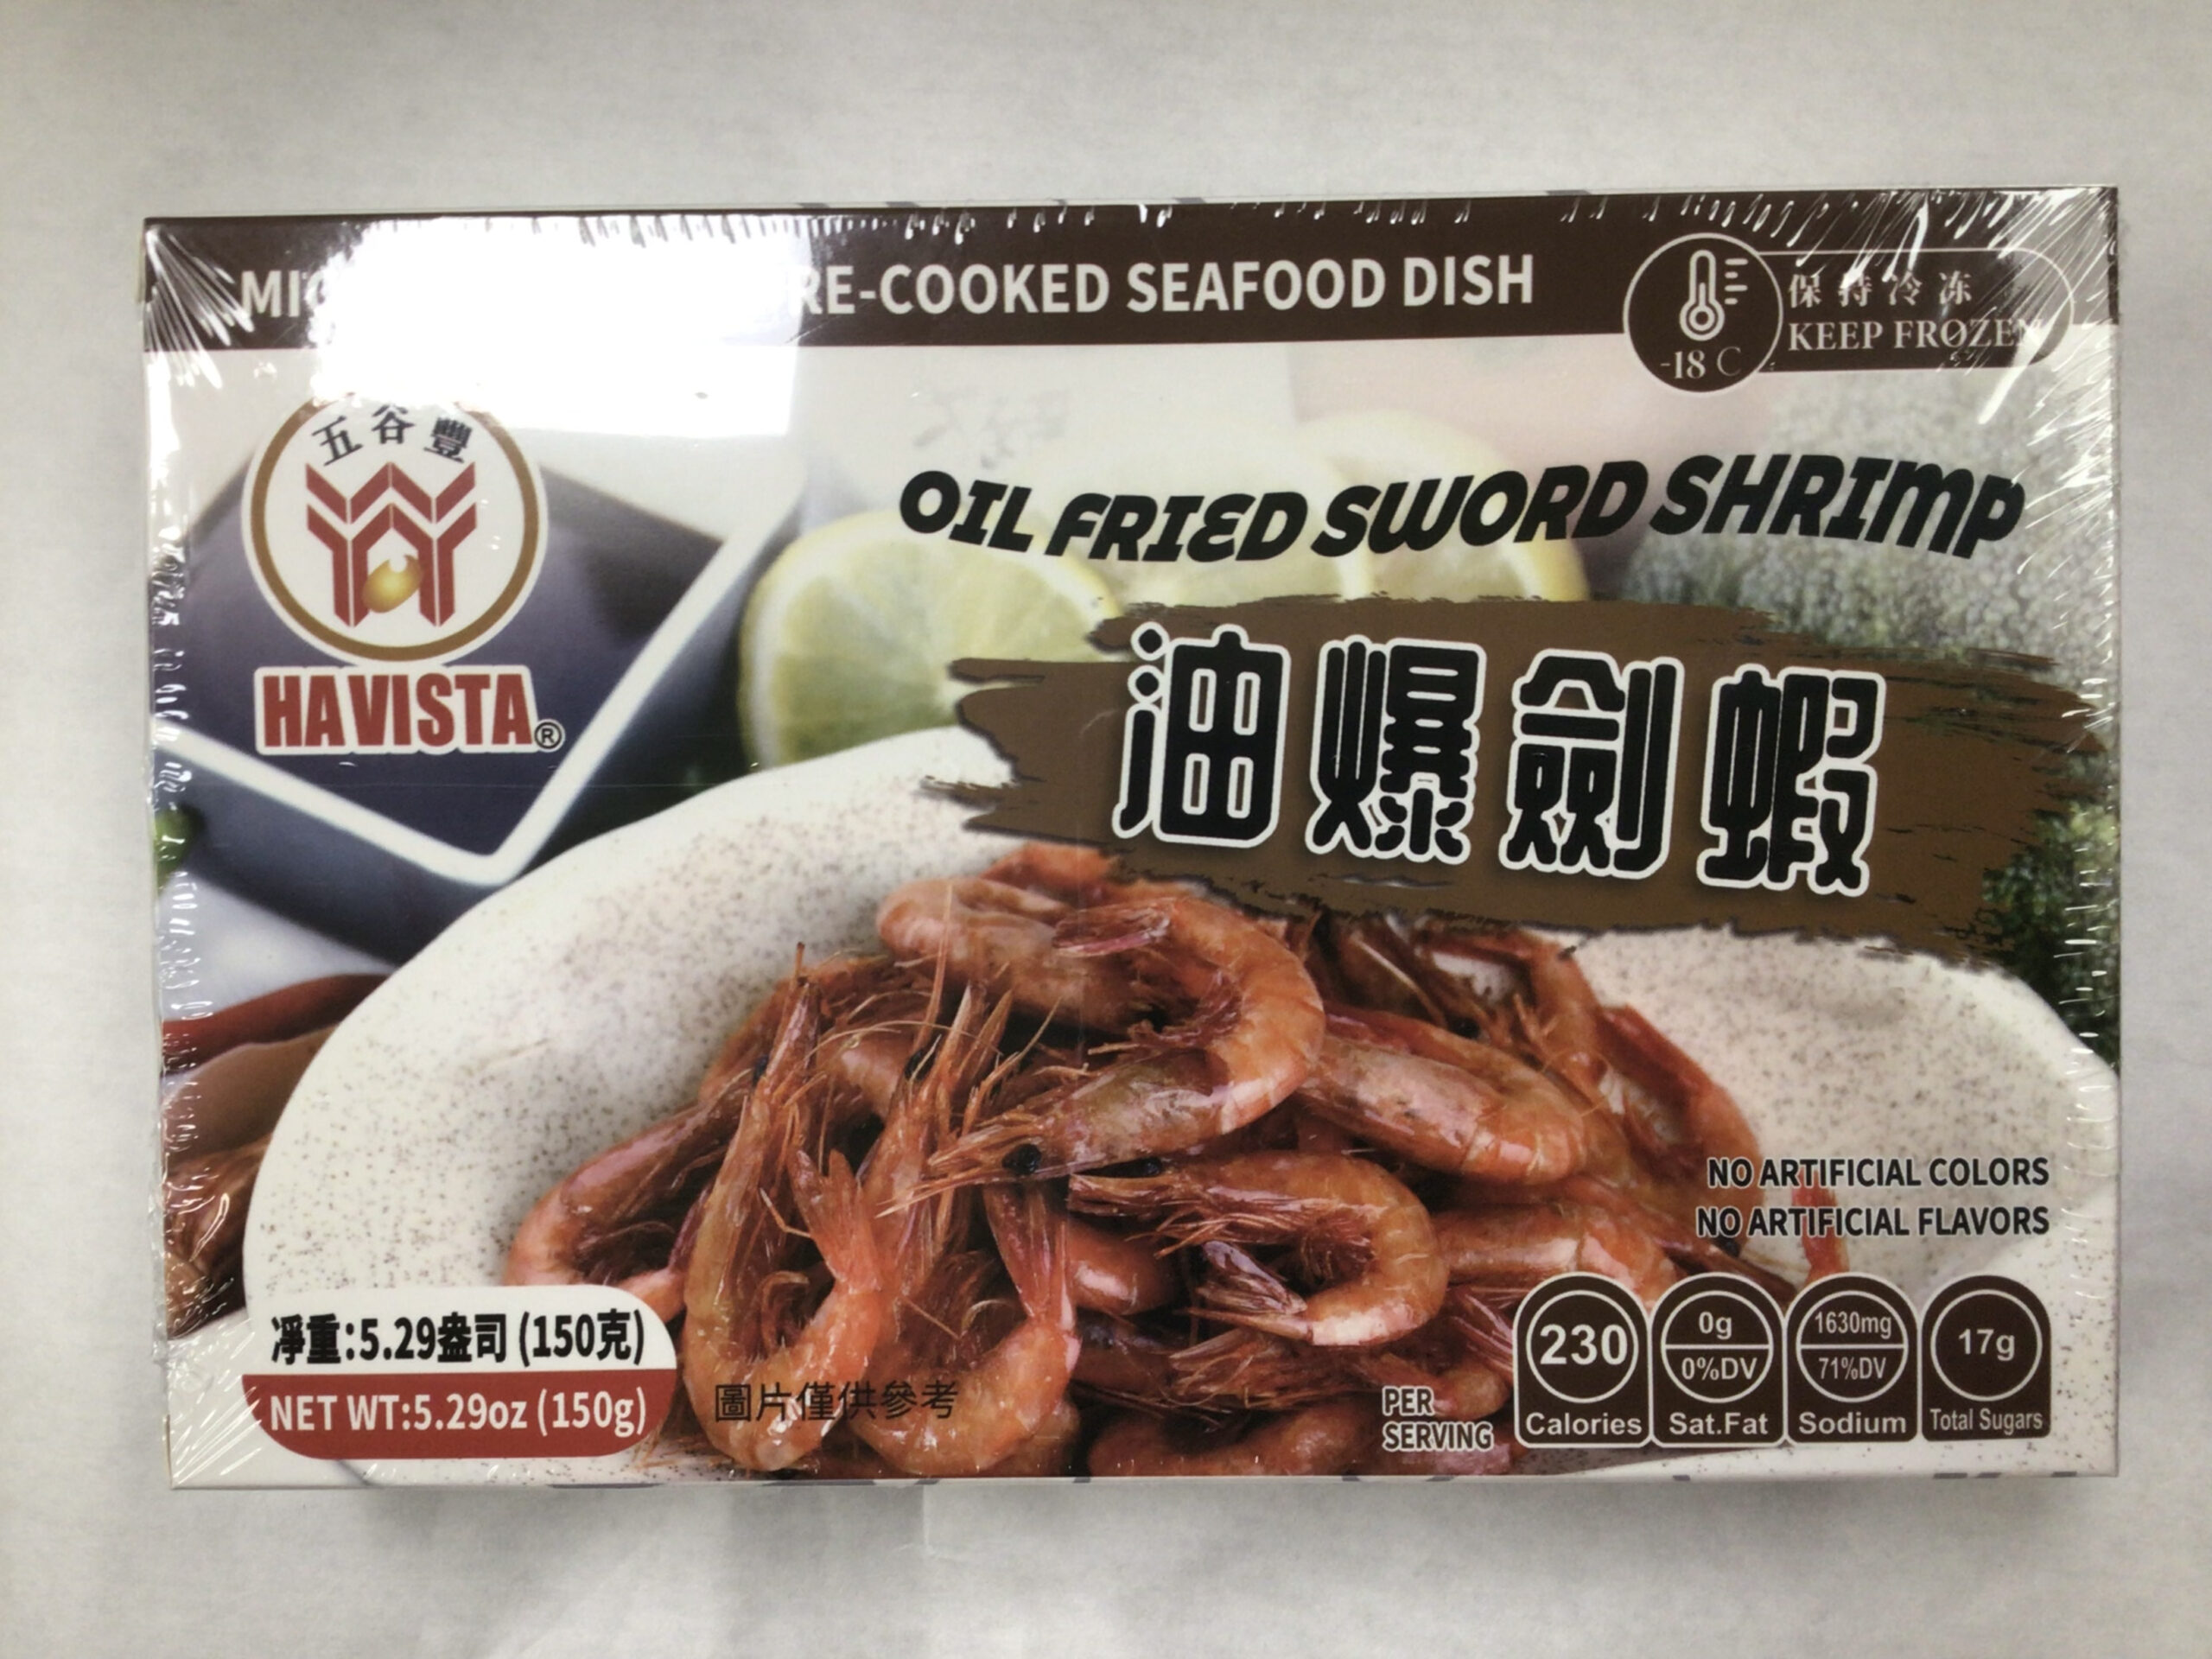 RE-COOKED SEAFOOD DISH
保持冷冻
KEEP FROZEN
-18 C
五谷豐
HAVISTA®
OIL FRIED SWORD SHRIMP
油爆劍蝦
NO ARTIFICIAL COLORS
NO ARTIFICIAL FLAVORS
淨重:5.29盎司 (150克)
NET WT:5.29oz (150g)
圖片僅供參考
PER
SERVING
230
Calories
0g
0%DV
Sat.Fat
1630mg
71%DV
Sodium
17g
Total Sugars